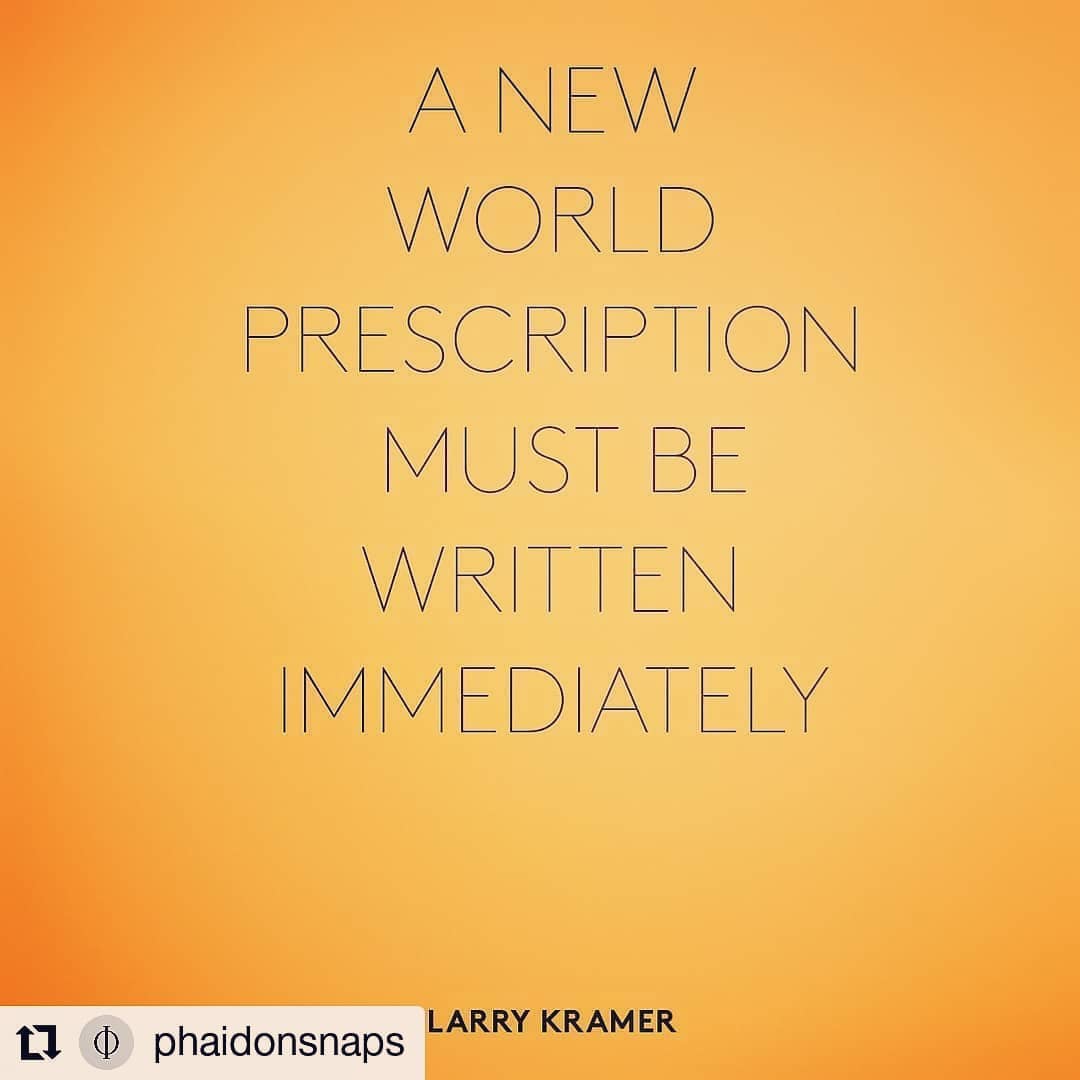 A NEW
WORLD
PRESCRIPTION
MUST BE
WRITTEN
IMMEDIATELY
LARRY KRAMER
phaidonsnaps